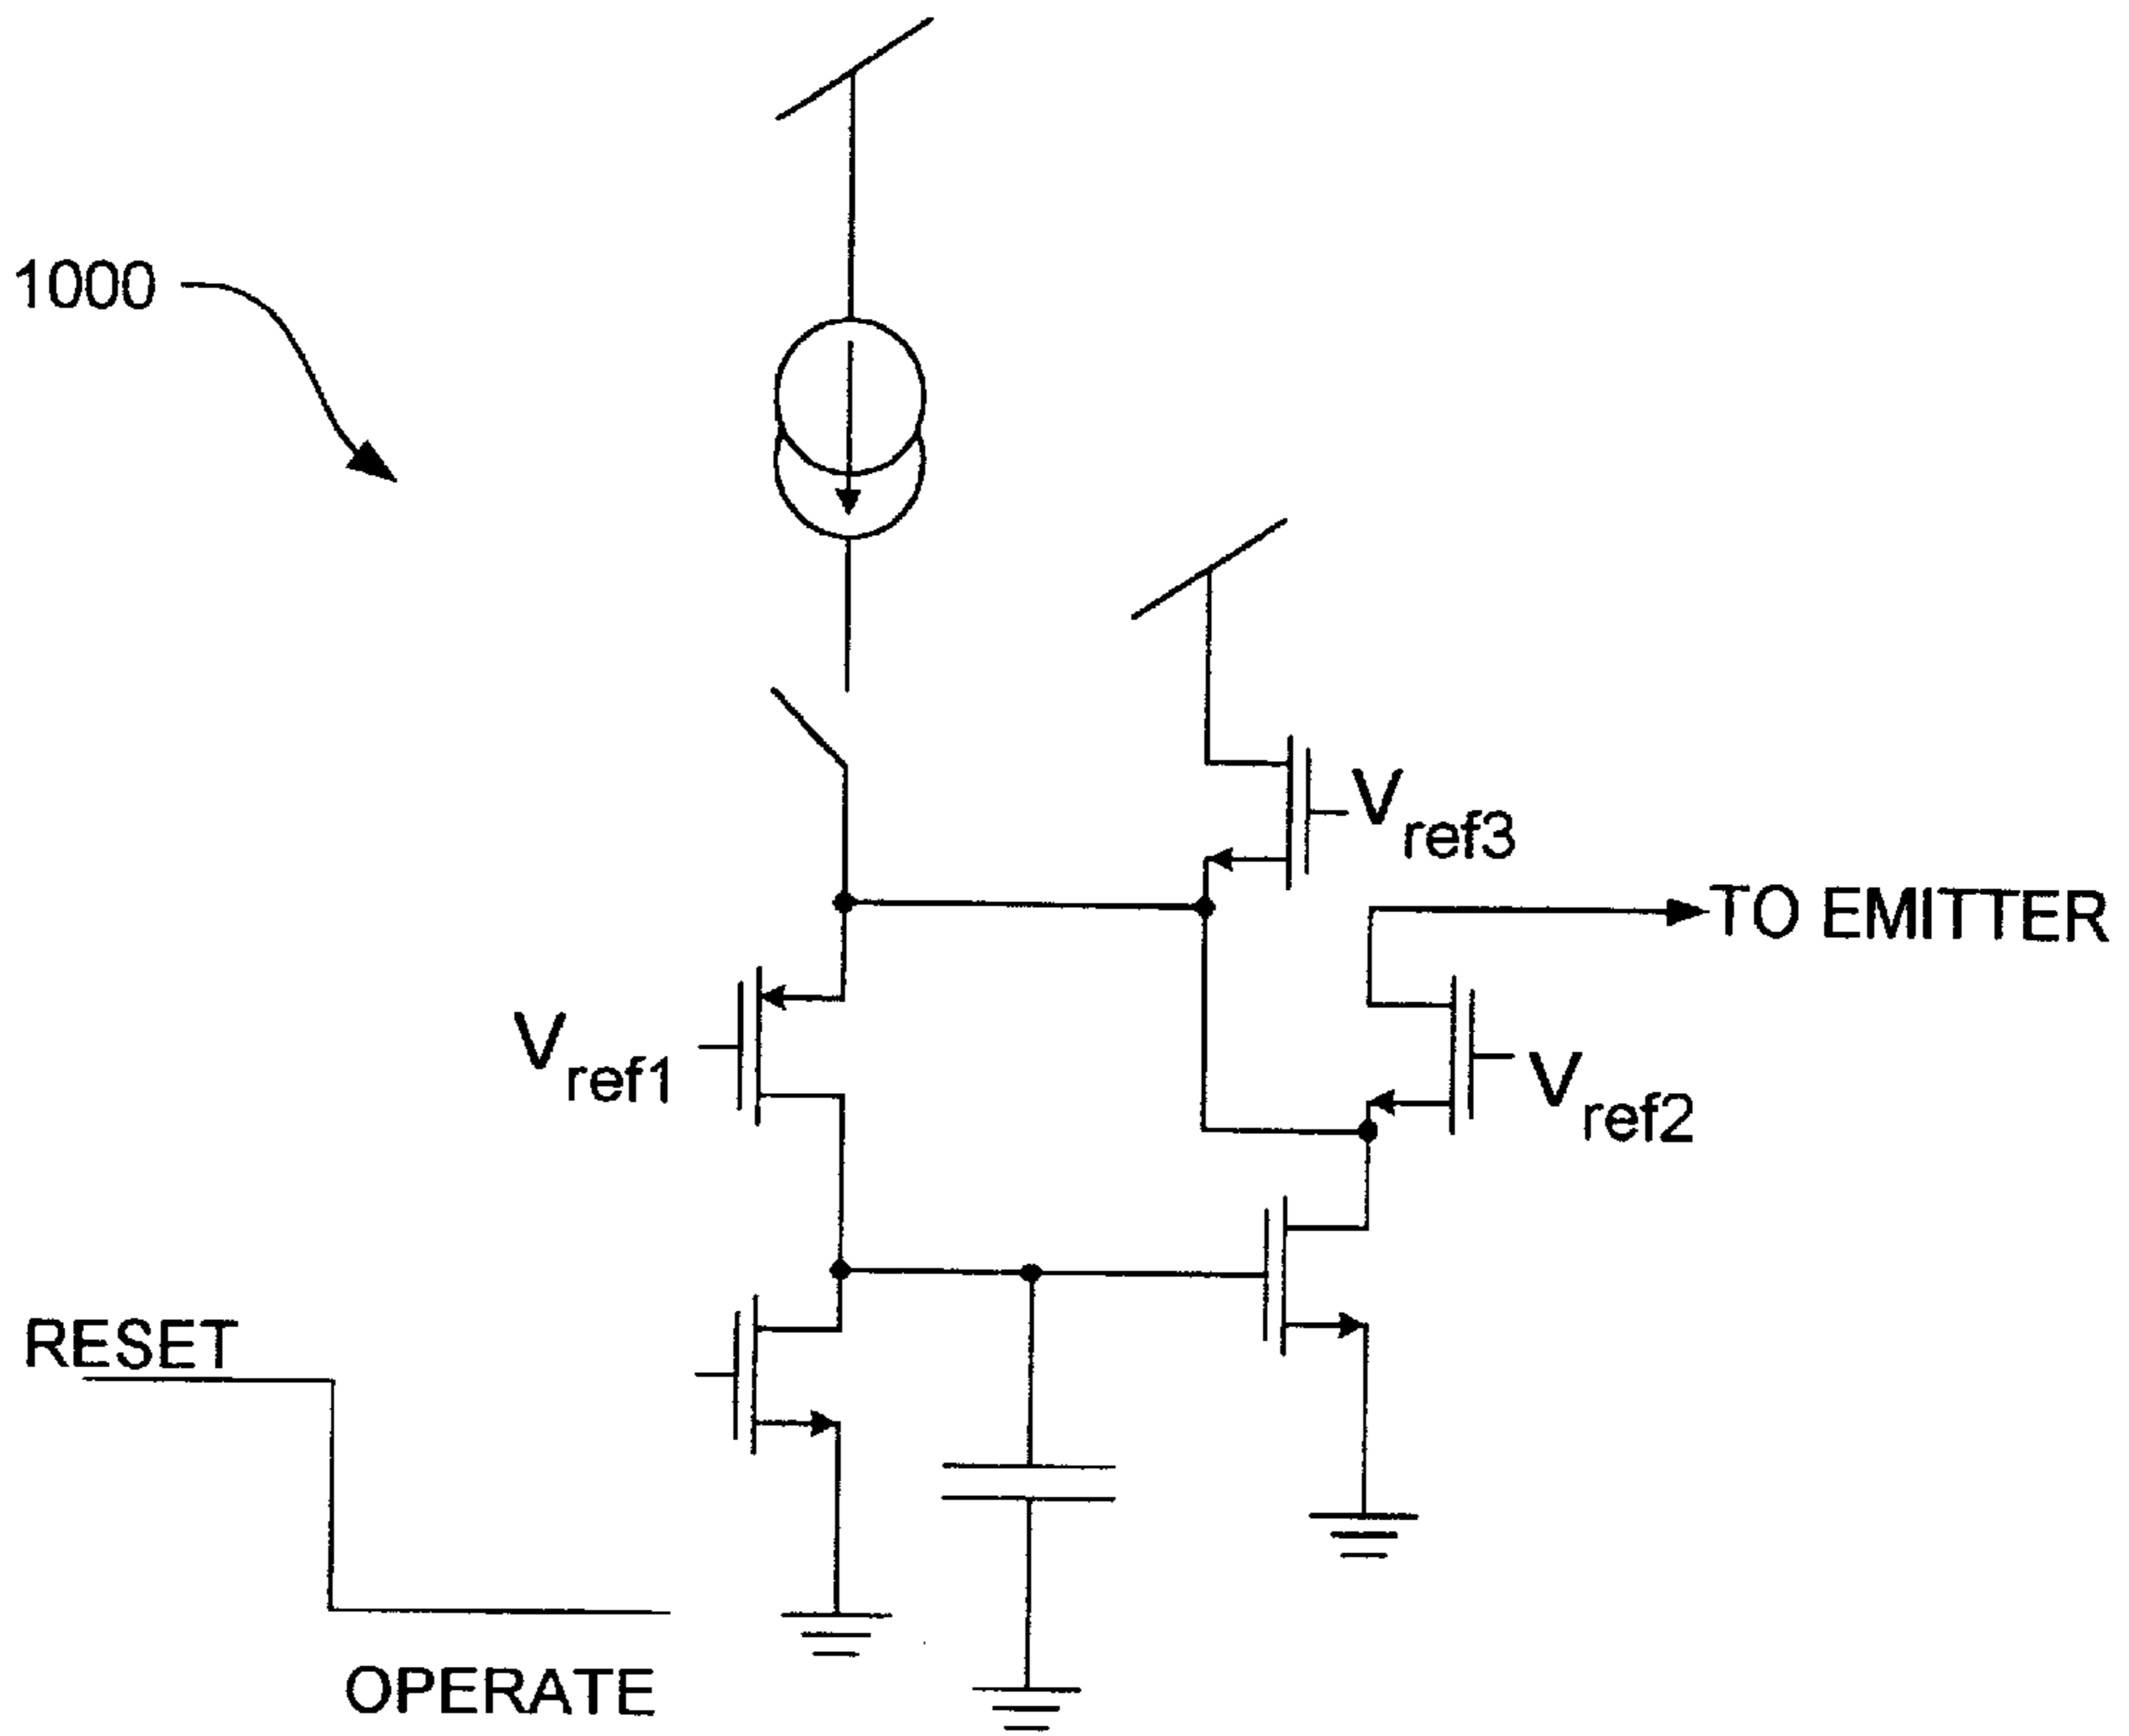 1000
Vref3
TO EMITTER
Vref1
Vref2
RESET
OPERATE